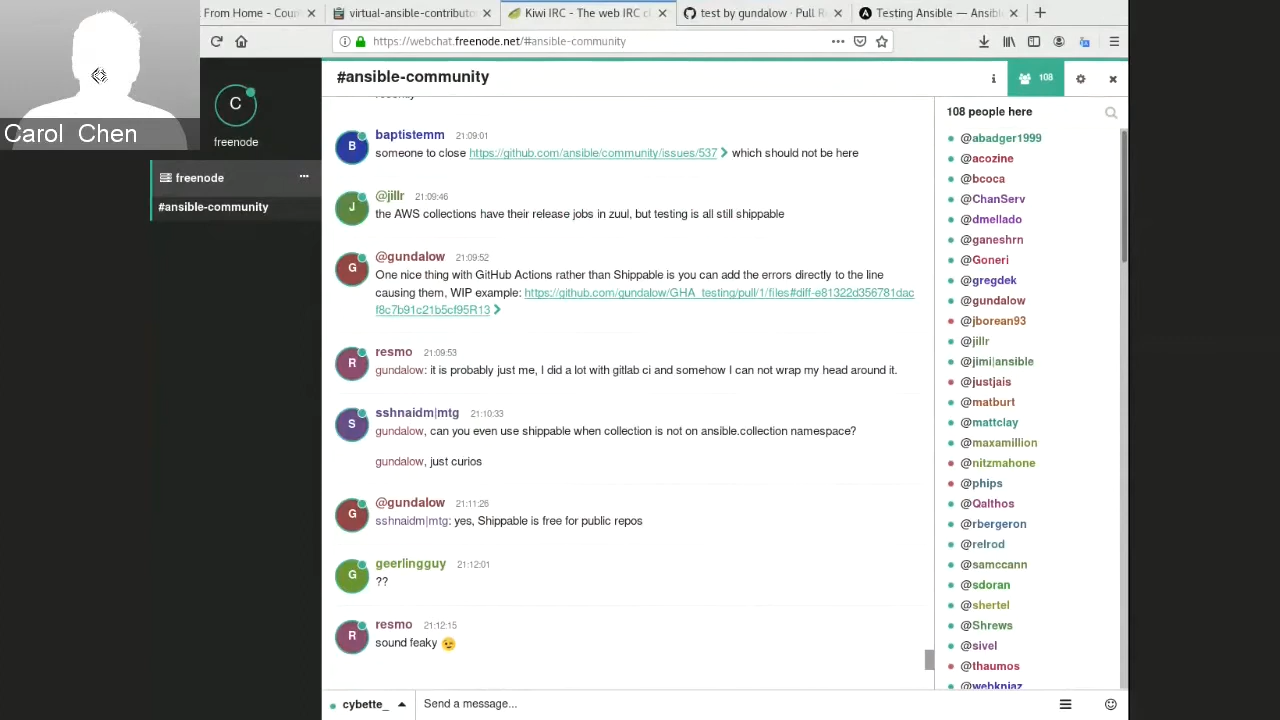 From Home - Cour
virtual-ansible-contributo
Kiwi IRC - The web IRC cl
test by gundalow · Pull R
Testing Ansible — Ansib
https://webchat.freenode.net/#ansible-community
Carol Chen
C
freenode
freenode
#ansible-community
#ansible-community
108
baptistemm 21:09:01
someone to close https://github.com/ansible/community/issues/537 which should not be here
@jillr 21:09:46
the AWS collections have their release jobs in zuul, but testing is all still shippable
@gundalow 21:09:52
One nice thing with GitHub Actions rather than Shippable is you can add the errors directly to the line
causing them, WIP example: https://github.com/gundalow/GHA_testing/pull/1/files#diff-e81322d356781dac
f8c7b91c21b5cf95R13
resmo 21:09:53
gundalow: it is probably just me, I did a lot with gitlab ci and somehow I can not wrap my head around it.
sshnaidm|mtg 21:10:33
gundalow, can you even use shippable when collection is not on ansible.collection namespace?
gundalow, just curios
@gundalow 21:11:26
sshnaidm|mtg: yes, Shippable is free for public repos
geerlingguy 21:12:01
??
resmo 21:12:15
sound feaky
B
J
G
R
S
G
G
R
cybette_
Send a message...
108 people here
@abadger1999
@acozine
@bcoca
@ChanServ
@dmellado
@ganeshrn
@Goneri
@gregdek
@gundalow
@jborean93
@jillr
@jimi|ansible
@justjais
@matburt
@mattclay
@maxamillion
@nitzmahone
@phips
@Qalthos
@rbergeron
@relrod
@samccann
@sdoran
@shertel
@Shrews
@sivel
@thaumos
@webknjaz